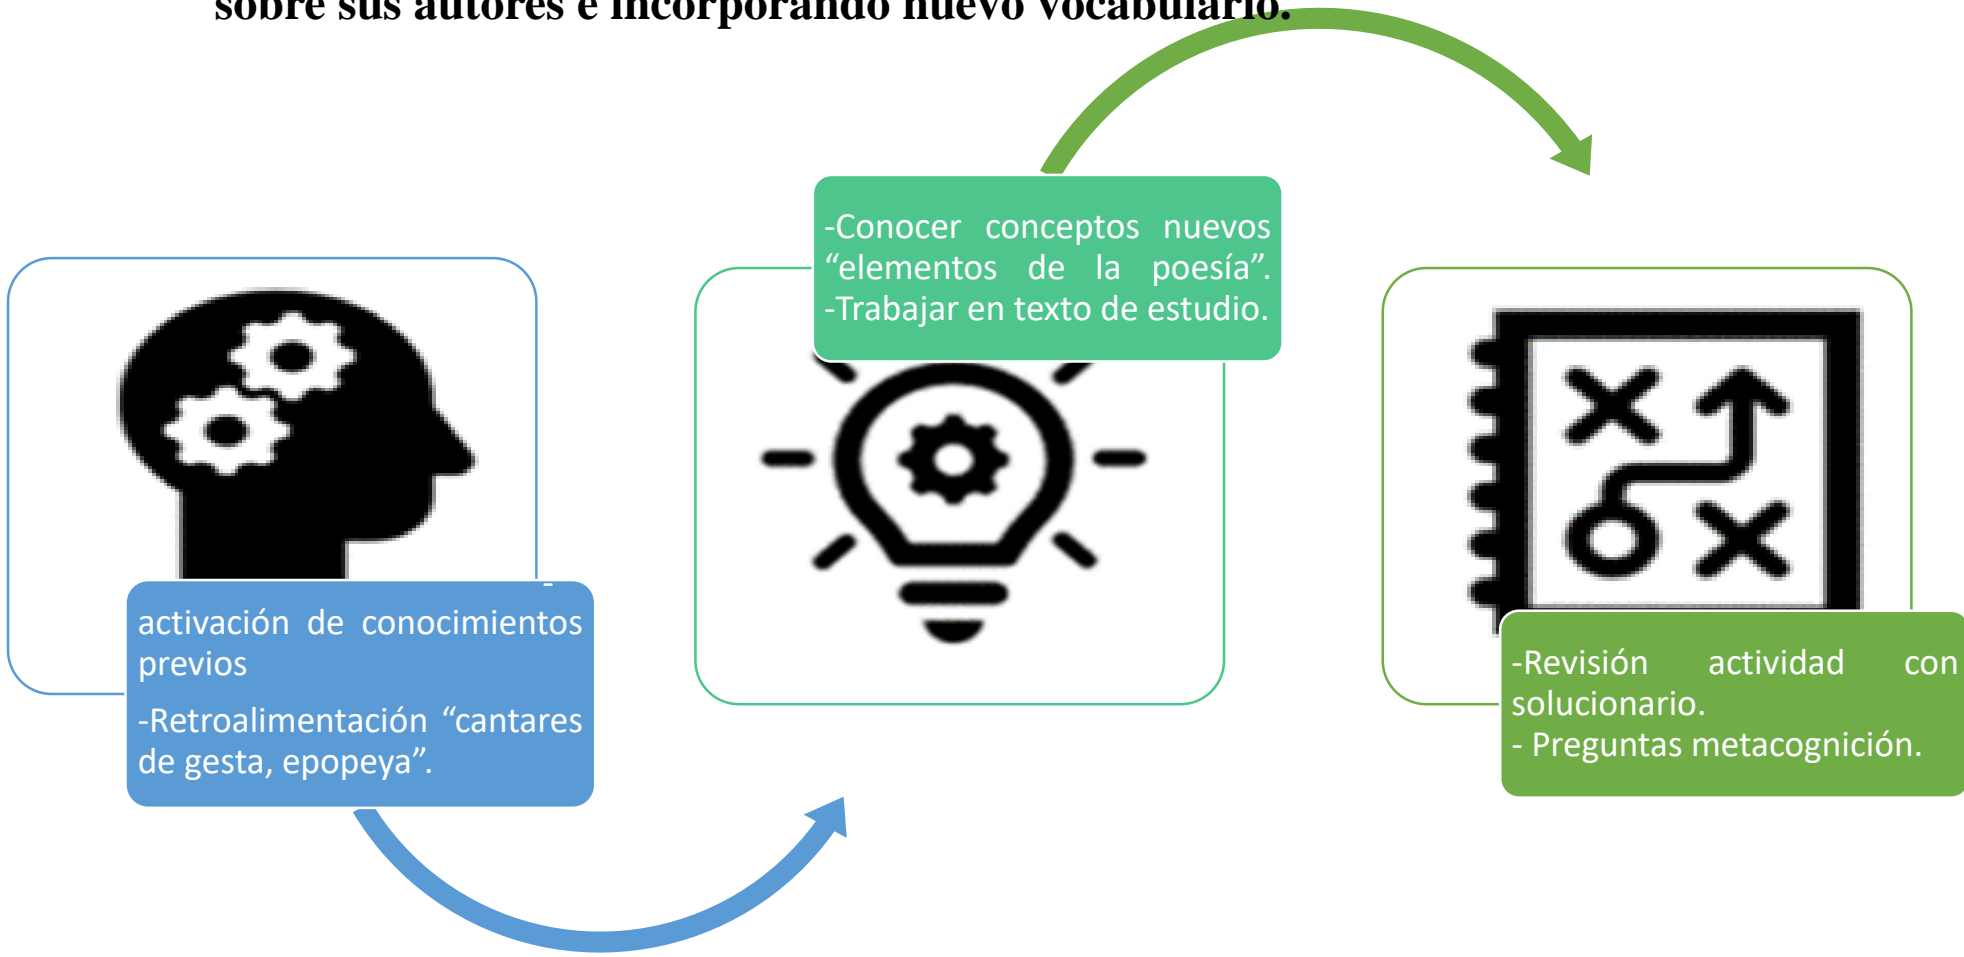 sobre sus autores e incorporando nuevo vocabulario.
-
activación de conocimientos
previos
-Retroalimentación “cantares
de gesta, epopeya”.
-Conocer conceptos nuevos
“elementos de la poesía”.
-Trabajar en texto de estudio.
-Revisión actividad con
solucionario.
- Preguntas metacognición.